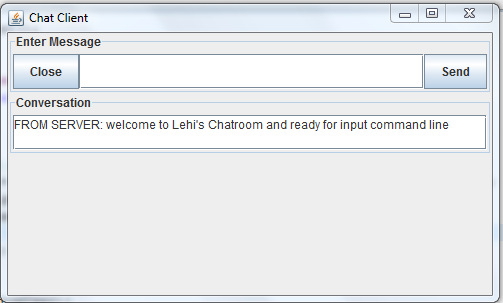 Chat Client
Enter Message
Close
Send
Conversation
FROM SERVER: welcome to Lehi's Chatroom and ready for input command line